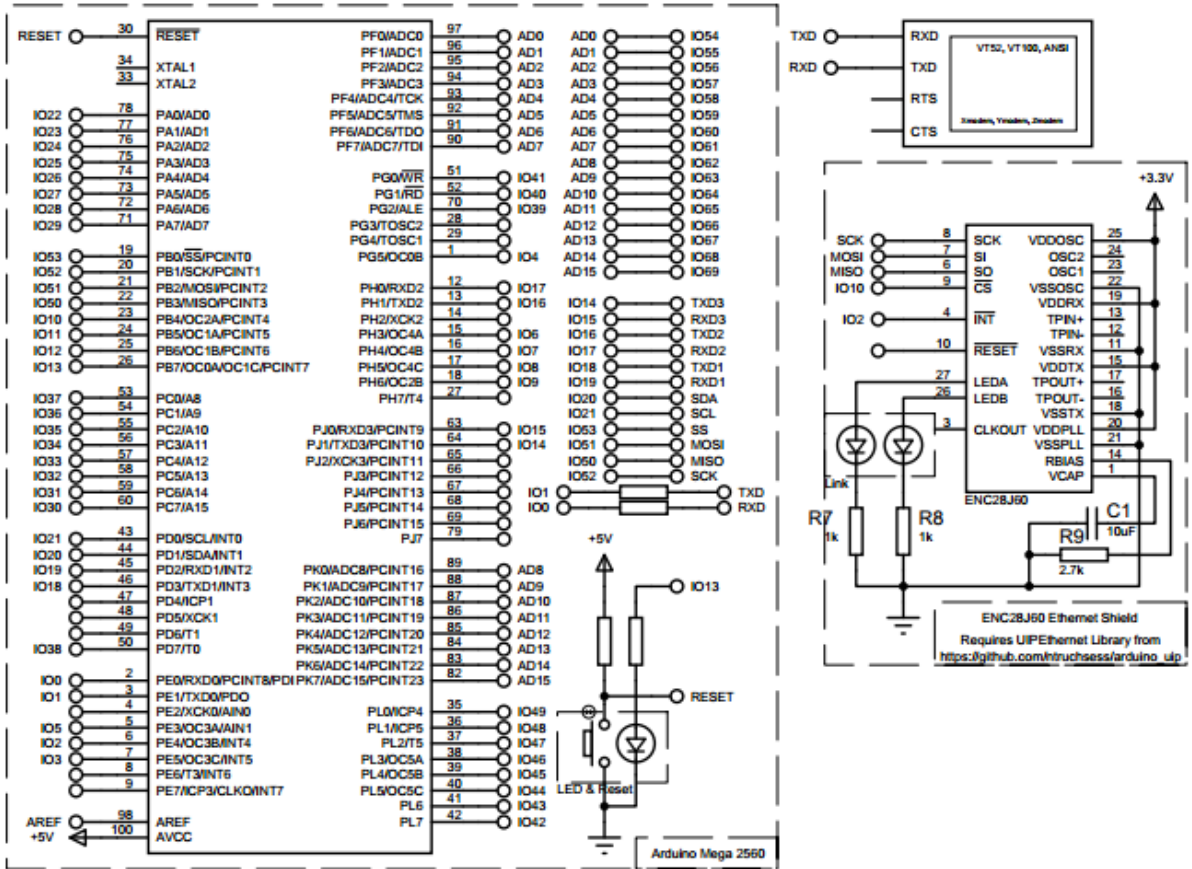 RESET 30 RESET
34 XTAL1
33 XTAL2
IO22 78 PA0/AD0
IO23 77 PA1/AD1
IO24 76 PA2/AD2
IO25 75 PA3/AD3
IO26 74 PA4/AD4
IO27 73 PA5/AD5
IO28 72 PA6/AD6
IO29 71 PA7/AD7
IO53 19 PB0/SS/PCINT0
IO52 20 PB1/SCK/PCINT1
IO51 21 PB2/MOSI/PCINT2
IO50 22 PB3/MISO/PCINT3
IO10 23 PB4/OC2A/PCINT4
IO11 24 PB5/OC1A/PCINT5
IO12 25 PB6/OC1B/PCINT6
IO13 26 PB7/OC0A/OC1C/PCINT7
IO37 53 PC0/A8
IO36 54 PC1/A9
IO35 55 PC2/A10
IO34 56 PC3/A11
IO33 57 PC4/A12
IO32 58 PC5/A13
IO31 59 PC6/A14
IO30 60 PC7/A15
IO21 43 PD0/SCL/INT0
IO20 44 PD1/SDA/INT1
IO19 45 PD2/RXD1/INT2
IO18 46 PD3/TXD1/INT3
47 PD4/ICP1
48 PD5/XCK1
49 PD6/T1
IO38 50 PD7/T0
IO0 2 PE0/RXD0/PCINT8/PDI
IO1 3 PE1/TXD0/PDO
4 PE2/XCK0/AIN0
IO5 5 PE3/OC3A/AIN1
IO2 6 PE4/OC3B/INT4
IO3 7 PE5/OC3C/INT5
8 PE6/T3/INT6
9 PE7/ICP3/CLKO/INT7
AREF 98 AREF
+5V 100 AVCC
PF0/ADC0 97 AD0
PF1/ADC1 96 AD1
PF2/ADC2 95 AD2
PF3/ADC3 94 AD3
PF4/ADC4/TCK 93 AD4
PF5/ADC5/TMS 92 AD5
PF6/ADC6/TDO 91 AD6
PF7/ADC7/TDI 90 AD7
PG0/WR 51 IO41
PG1/RD 52 IO40
PG2/ALE 70 IO39
PG3/TOSC2 28
PG4/TOSC1 29
PG5/OC0B 1 IO4
PH0/RXD2 12 IO17
PH1/TXD2 13 IO16
PH2/XCK2 14
PH3/OC4A 15 IO6
PH4/OC4B 16 IO7
PH5/OC4C 17 IO8
PH6/OC2B 18 IO9
PH7/T4 27
PJ0/RXD3/PCINT9 63 IO15
PJ1/TXD3/PCINT10 64 IO14
PJ2/XCK3/PCINT11 65
PJ3/PCINT12 66
PJ4/PCINT13 67
PJ5/PCINT14 68
PJ6/PCINT15 69
PJ7 79
PK0/ADC8/PCINT16 89 AD8
PK1/ADC9/PCINT17 88 AD9
PK2/ADC10/PCINT18 87 AD10
PK3/ADC11/PCINT19 86 AD11
PK4/ADC12/PCINT20 85 AD12
PK5/ADC13/PCINT21 84 AD13
PK6/ADC14/PCINT22 83 AD14
PK7/ADC15/PCINT23 82 AD15
PL0/ICP4 35 IO49
PL1/ICP5 36 IO48
PL2/T5 37 IO47
PL3/OC5A 38 IO46
PL4/OC5B 39 IO45
PL5/OC5C 40 IO44
PL6 41 IO43
PL7 42 IO42
AD0 IO54
AD1 IO55
AD2 IO56
AD3 IO57
AD4 IO58
AD5 IO59
AD6 IO60
AD7 IO61
AD8 IO62
AD9 IO63
AD10 IO64
AD11 IO65
AD12 IO66
AD13 IO67
AD14 IO68
AD15 IO69
IO14 TXD3
IO15 RXD3
IO16 TXD2
IO17 RXD2
IO18 TXD1
IO19 RXD1
IO20 SDA
IO21 SCL
IO53 SS
IO51 MOSI
IO50 MISO
IO52 SCK
IO1 TXD
IO0 RXD
+5V
IO13
RESET
LED & Reset
Arduino Mega 2560
TXD RXD
RXD TXD
RTS
CTS
VT52, VT100, ANSI
Xmodem, Ymodem, Zmodem
+3.3V
SCK 8 SCK
MOSI 7 SI
MISO 6 SO
IO10 9 CS
IO2 4 INT
10 RESET
27 LEDA
26 LEDB
3 CLKOUT
VDDOSC 25
OSC2 24
OSC1 23
VSSOSC 22
VDDRX 19
TPIN+ 13
TPIN- 12
VSSRX 11
VDDTX 15
TPOUT+ 17
TPOUT- 16
VSSTX 18
VDDPLL 20
VSSPLL 21
RBIAS 14
VCAP 1
ENC28J60
Link
R7
1k
R8
1k
C1
10uF
R9
2.7k
ENC28J60 Ethernet Shield
Requires UIPEthernet Library from
https://github.com/ntruchsess/arduino_uip